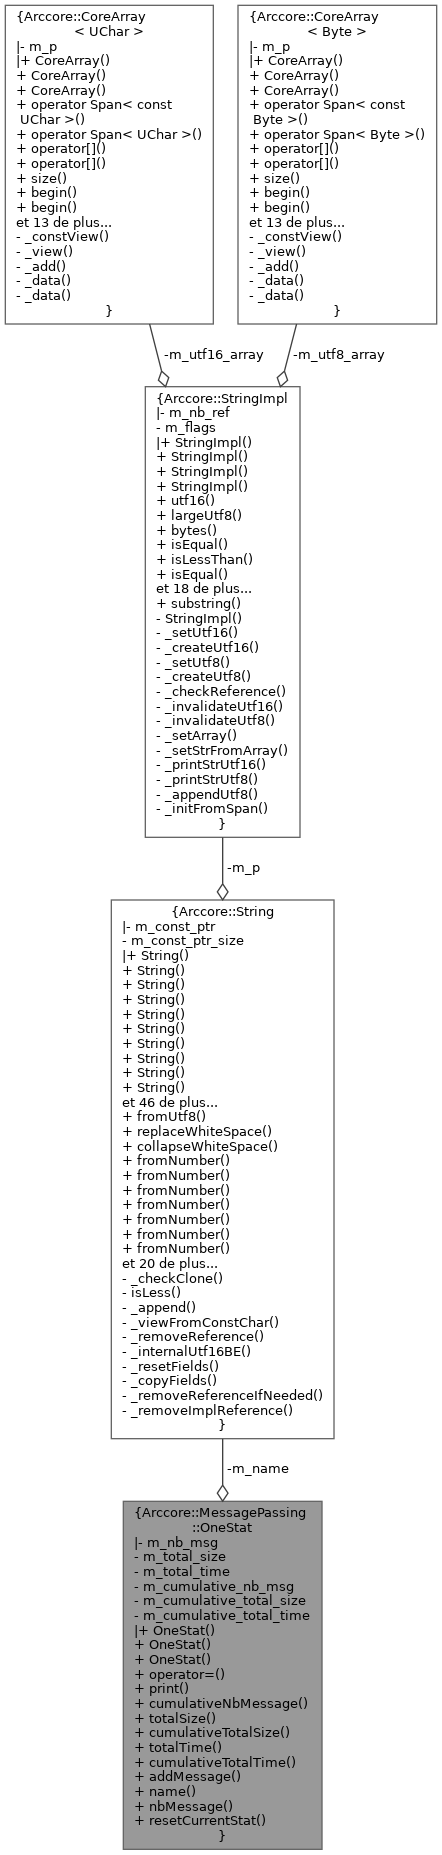 {Arccore::CoreArray
< UChar >
|- m_p
|+ CoreArray()
+ CoreArray()
+ CoreArray()
+ operator Span< const
UChar >()
+ operator Span< UChar >()
+ operator[]()
+ operator[]()
+ size()
+ begin()
+ begin()
et 13 de plus...
- _constView()
- _view()
- _add()
- _data()
- _data()
}
{Arccore::CoreArray
< Byte >
|- m_p
|+ CoreArray()
+ CoreArray()
+ CoreArray()
+ operator Span< const
Byte >()
+ operator Span< Byte >()
+ operator[]()
+ operator[]()
+ size()
+ begin()
+ begin()
et 13 de plus...
- _constView()
- _view()
- _add()
- _data()
- _data()
}
-m_utf16_array
-m_utf8_array
{Arccore::StringImpl
|- m_nb_ref
- m_flags
|+ StringImpl()
+ StringImpl()
+ StringImpl()
+ StringImpl()
+ utf16()
+ largeUtf8()
+ bytes()
+ isEqual()
+ isLessThan()
+ isEqual()
et 18 de plus...
+ substring()
- StringImpl()
- _setUtf16()
- _createUtf16()
- _setUtf8()
- _createUtf8()
- _checkReference()
- _invalidateUtf16()
- _invalidateUtf8()
- _setArray()
- _setStrFromArray()
- _printStrUtf16()
- _printStrUtf8()
- _appendUtf8()
- _initFromSpan()
}
-m_p
{Arccore::String
|- m_const_ptr
- m_const_ptr_size
|+ String()
+ String()
+ String()
+ String()
+ String()
+ String()
+ String()
+ String()
+ String()
+ String()
et 46 de plus...
+ fromUtf8()
+ replaceWhiteSpace()
+ collapseWhiteSpace()
+ fromNumber()
+ fromNumber()
+ fromNumber()
+ fromNumber()
+ fromNumber()
+ fromNumber()
+ fromNumber()
et 20 de plus...
- _checkClone()
- isLess()
- _append()
- _viewFromConstChar()
- _removeReference()
- _internalUtf16BE()
- _resetFields()
- _copyFields()
- _removeReferenceIfNeeded()
- _removeImplReference()
}
-m_name
{Arccore::MessagePassing
::OneStat
|- m_nb_msg
- m_total_size
- m_total_time
- m_cumulative_nb_msg
- m_cumulative_total_size
- m_cumulative_total_time
|+ OneStat()
+ OneStat()
+ OneStat()
+ operator=()
+ print()
+ cumulativeNbMessage()
+ totalSize()
+ cumulativeTotalSize()
+ totalTime()
+ cumulativeTotalTime()
+ addMessage()
+ name()
+ nbMessage()
+ resetCurrentStat()
}